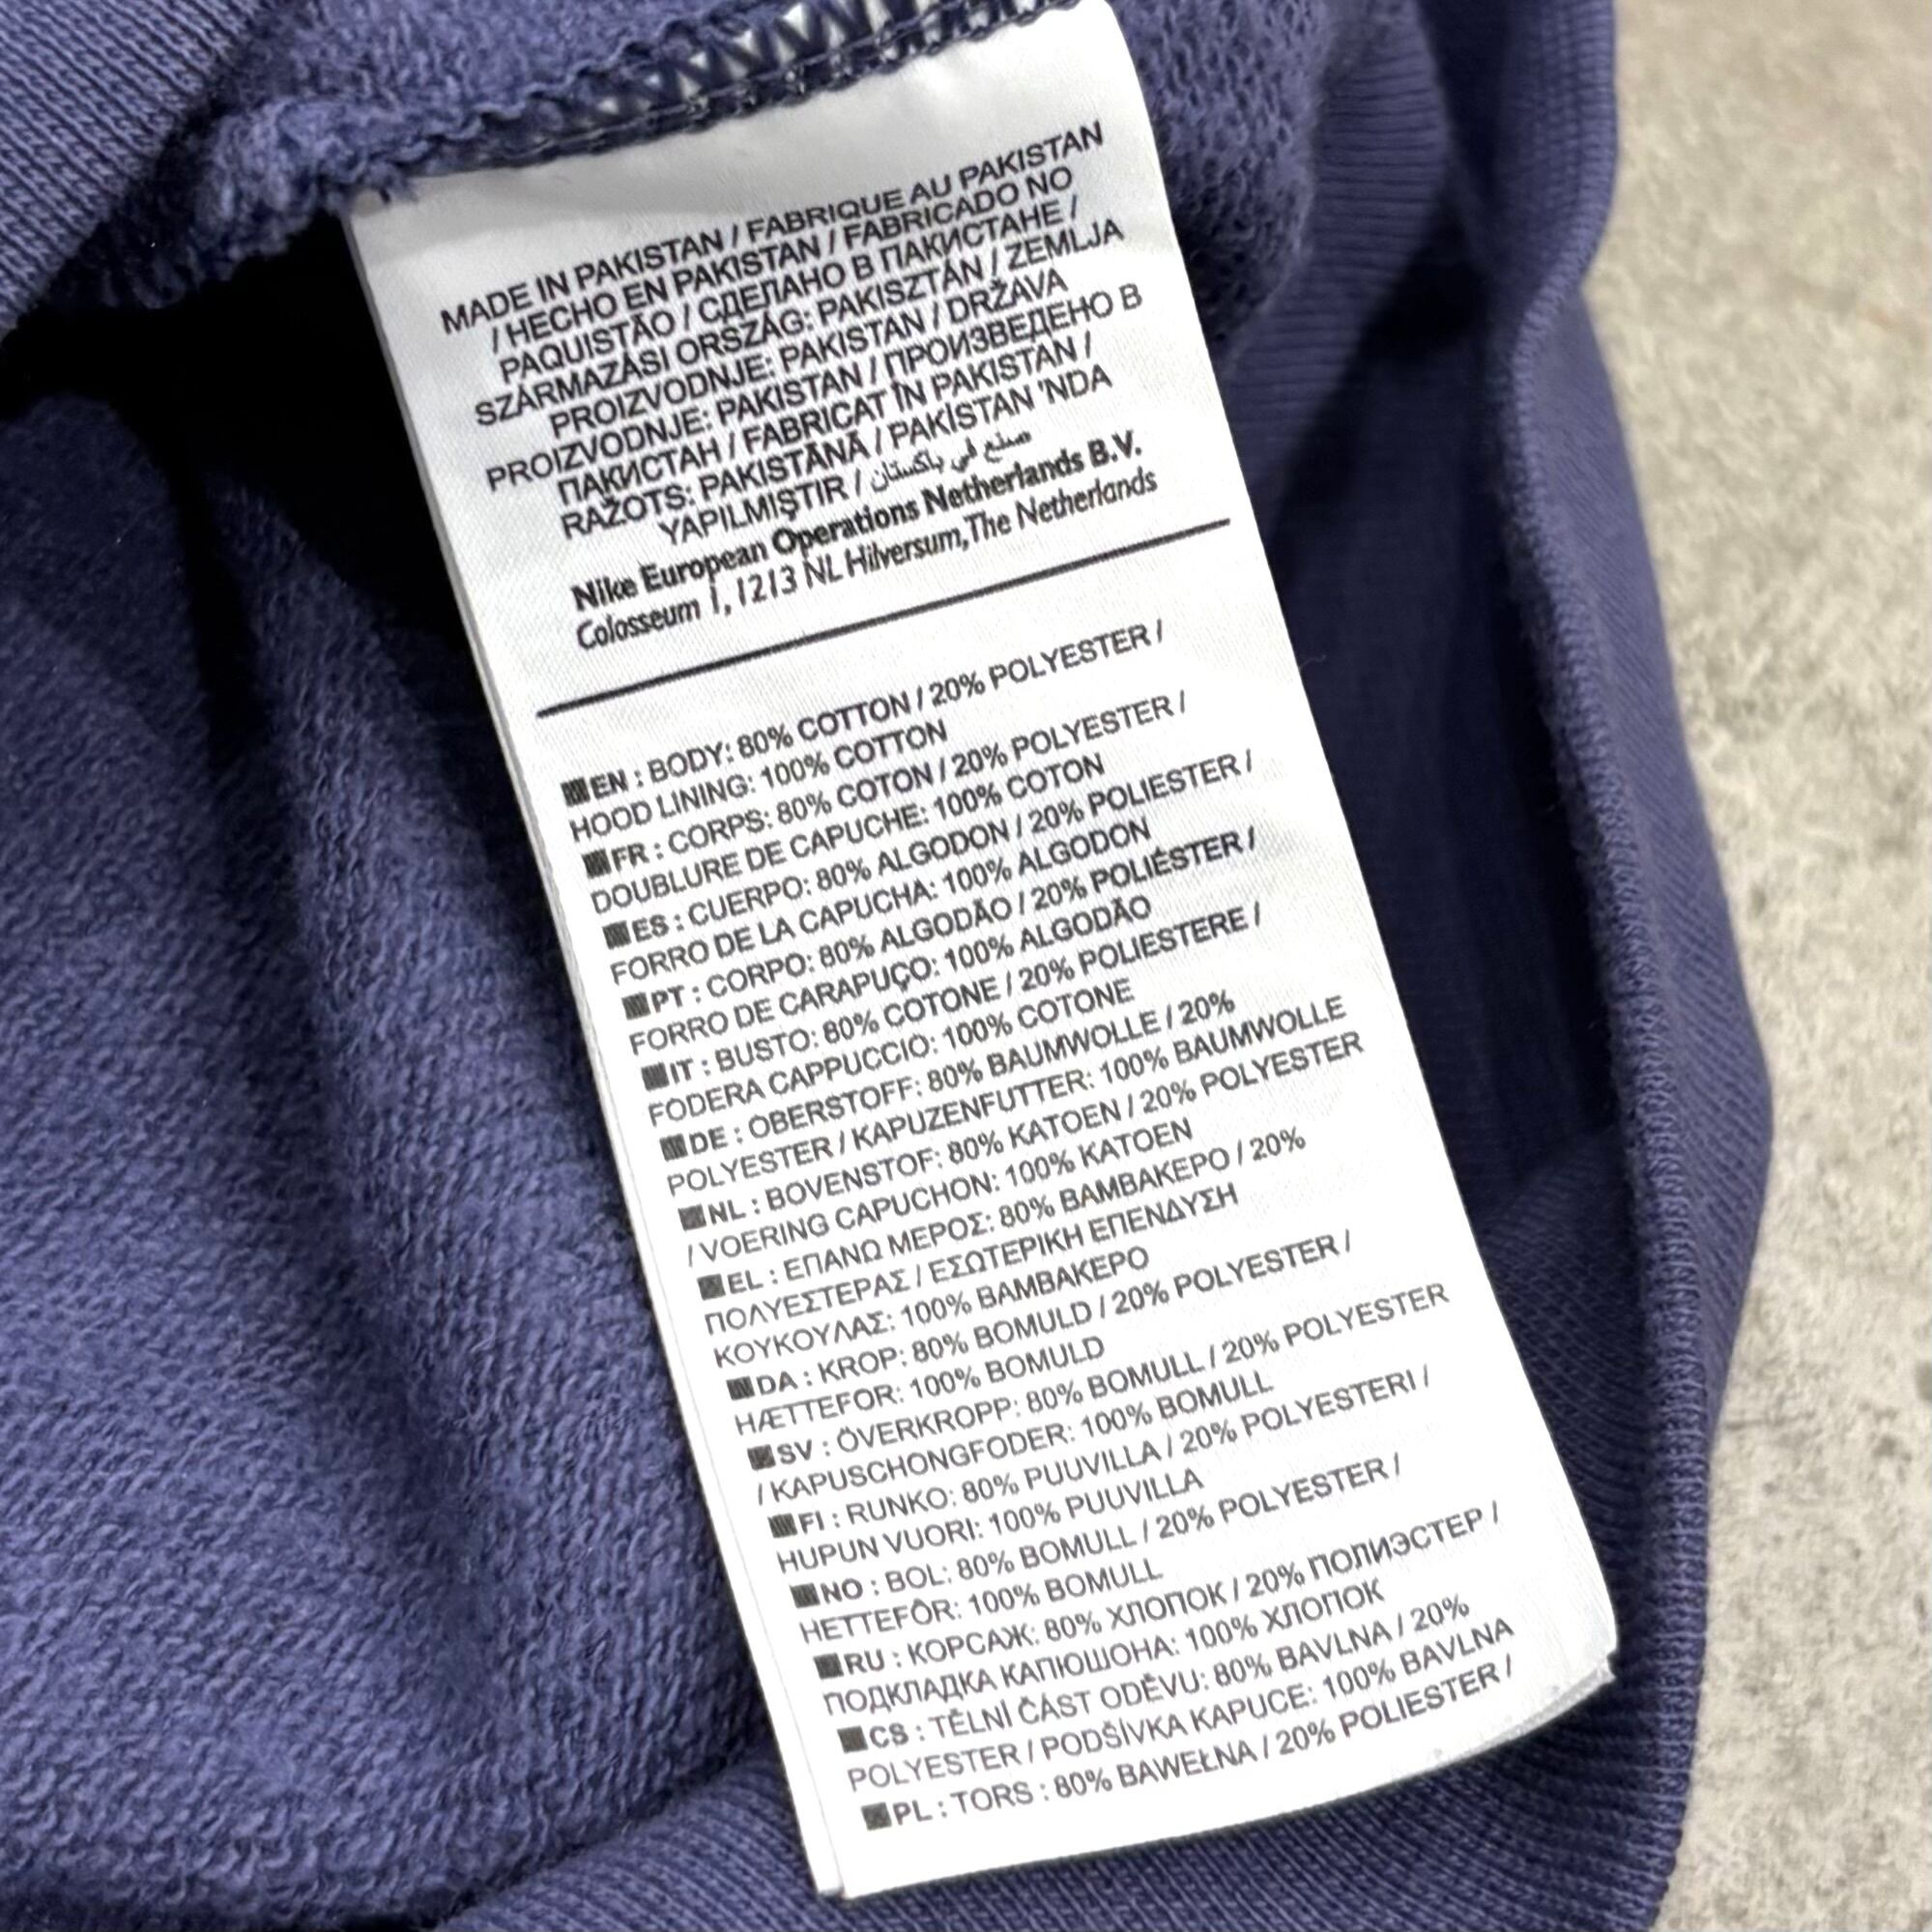 MADE IN PAKISTAN / FABRIQUE AU PAKISTAN
/ HECHO EN PAKISTAN / FABRICADO NO
PAQUISTÃO / СДЕЛАНО В ПАКИСТАНЕ /
SZÁRMAZÁSI ORSZÁG: PAKISZTÁN / ZEMLJA
PROIZVODNJE: PAKISTAN / DRŽAVA
PROIZVODNJE: PAKISTAN / ПРОИЗВЕДЕНО В
ПАКИСТАН / FABRICAT ÎN PAKISTAN /
RAŽOTS: PAKISTĀNĀ / PAKİSTAN 'NDA
YAPILMIŞTIR / صنع في باكستان
Nike European Operations Netherlands B.V.
Colosseum 1, 1213 NL Hilversum, The Netherlands
EN : BODY: 80% COTTON / 20% POLYESTER /
HOOD LINING: 100% COTTON
FR : CORPS: 80% COTON / 20% POLYESTER /
DOUBLURE DE CAPUCHE: 100% COTON
ES : CUERPO: 80% ALGODON / 20% POLIESTER /
FORRO DE LA CAPUCHA: 100% ALGODON
PT : CORPO: 80% ALGODÃO / 20% POLIÉSTER /
FORRO DE CARAPUÇO: 100% ALGODÃO
IT : BUSTO: 80% COTONE / 20% POLIESTERE /
FODERA CAPPUCCIO: 100% COTONE
DE : OBERSTOFF: 80% BAUMWOLLE / 20%
POLYESTER / KAPUZENFUTTER: 100% BAUMWOLLE
NL : BOVENSTOF: 80% KATOEN / 20% POLYESTER
/ VOERING CAPUCHON: 100% KATOEN
EL : ΕΠΑΝΩ ΜΕΡΟΣ: 80% ΒΑΜΒΑΚΕΡΟ / 20%
ΠΟΛΥΕΣΤΕΡΑΣ / ΕΣΩΤΕΡΙΚΗ ΕΠΕΝΔΥΣΗ
ΚΟΥΚΟΥΛΑΣ: 100% ΒΑΜΒΑΚΕΡΟ
DA : KROP: 80% BOMULD / 20% POLYESTER /
HÆTTEFOR: 100% BOMULD
SV : ÖVERKROPP: 80% BOMULL / 20% POLYESTER
/ KAPUSCHONGFODER: 100% BOMULL
FI : RUNKO: 80% PUUVILLA / 20% POLYESTERI /
HUPUN VUORI: 100% PUUVILLA
NO : BOL: 80% BOMULL / 20% POLYESTER /
HETTEFÔR: 100% BOMULL
RU : КОРСАЖ: 80% ХЛОПОК / 20% ПОЛИЭСТЕР /
ПОДКЛАДКА КАПЮШОНА: 100% ХЛОПОК
CS : TĚLNÍ ČÁST ODĚVU: 80% BAVLNA / 20%
POLYESTER / PODŠÍVKA KAPUCE: 100% BAVLNA
PL : TORS : 80% BAWEŁNA / 20% POLIESTER /